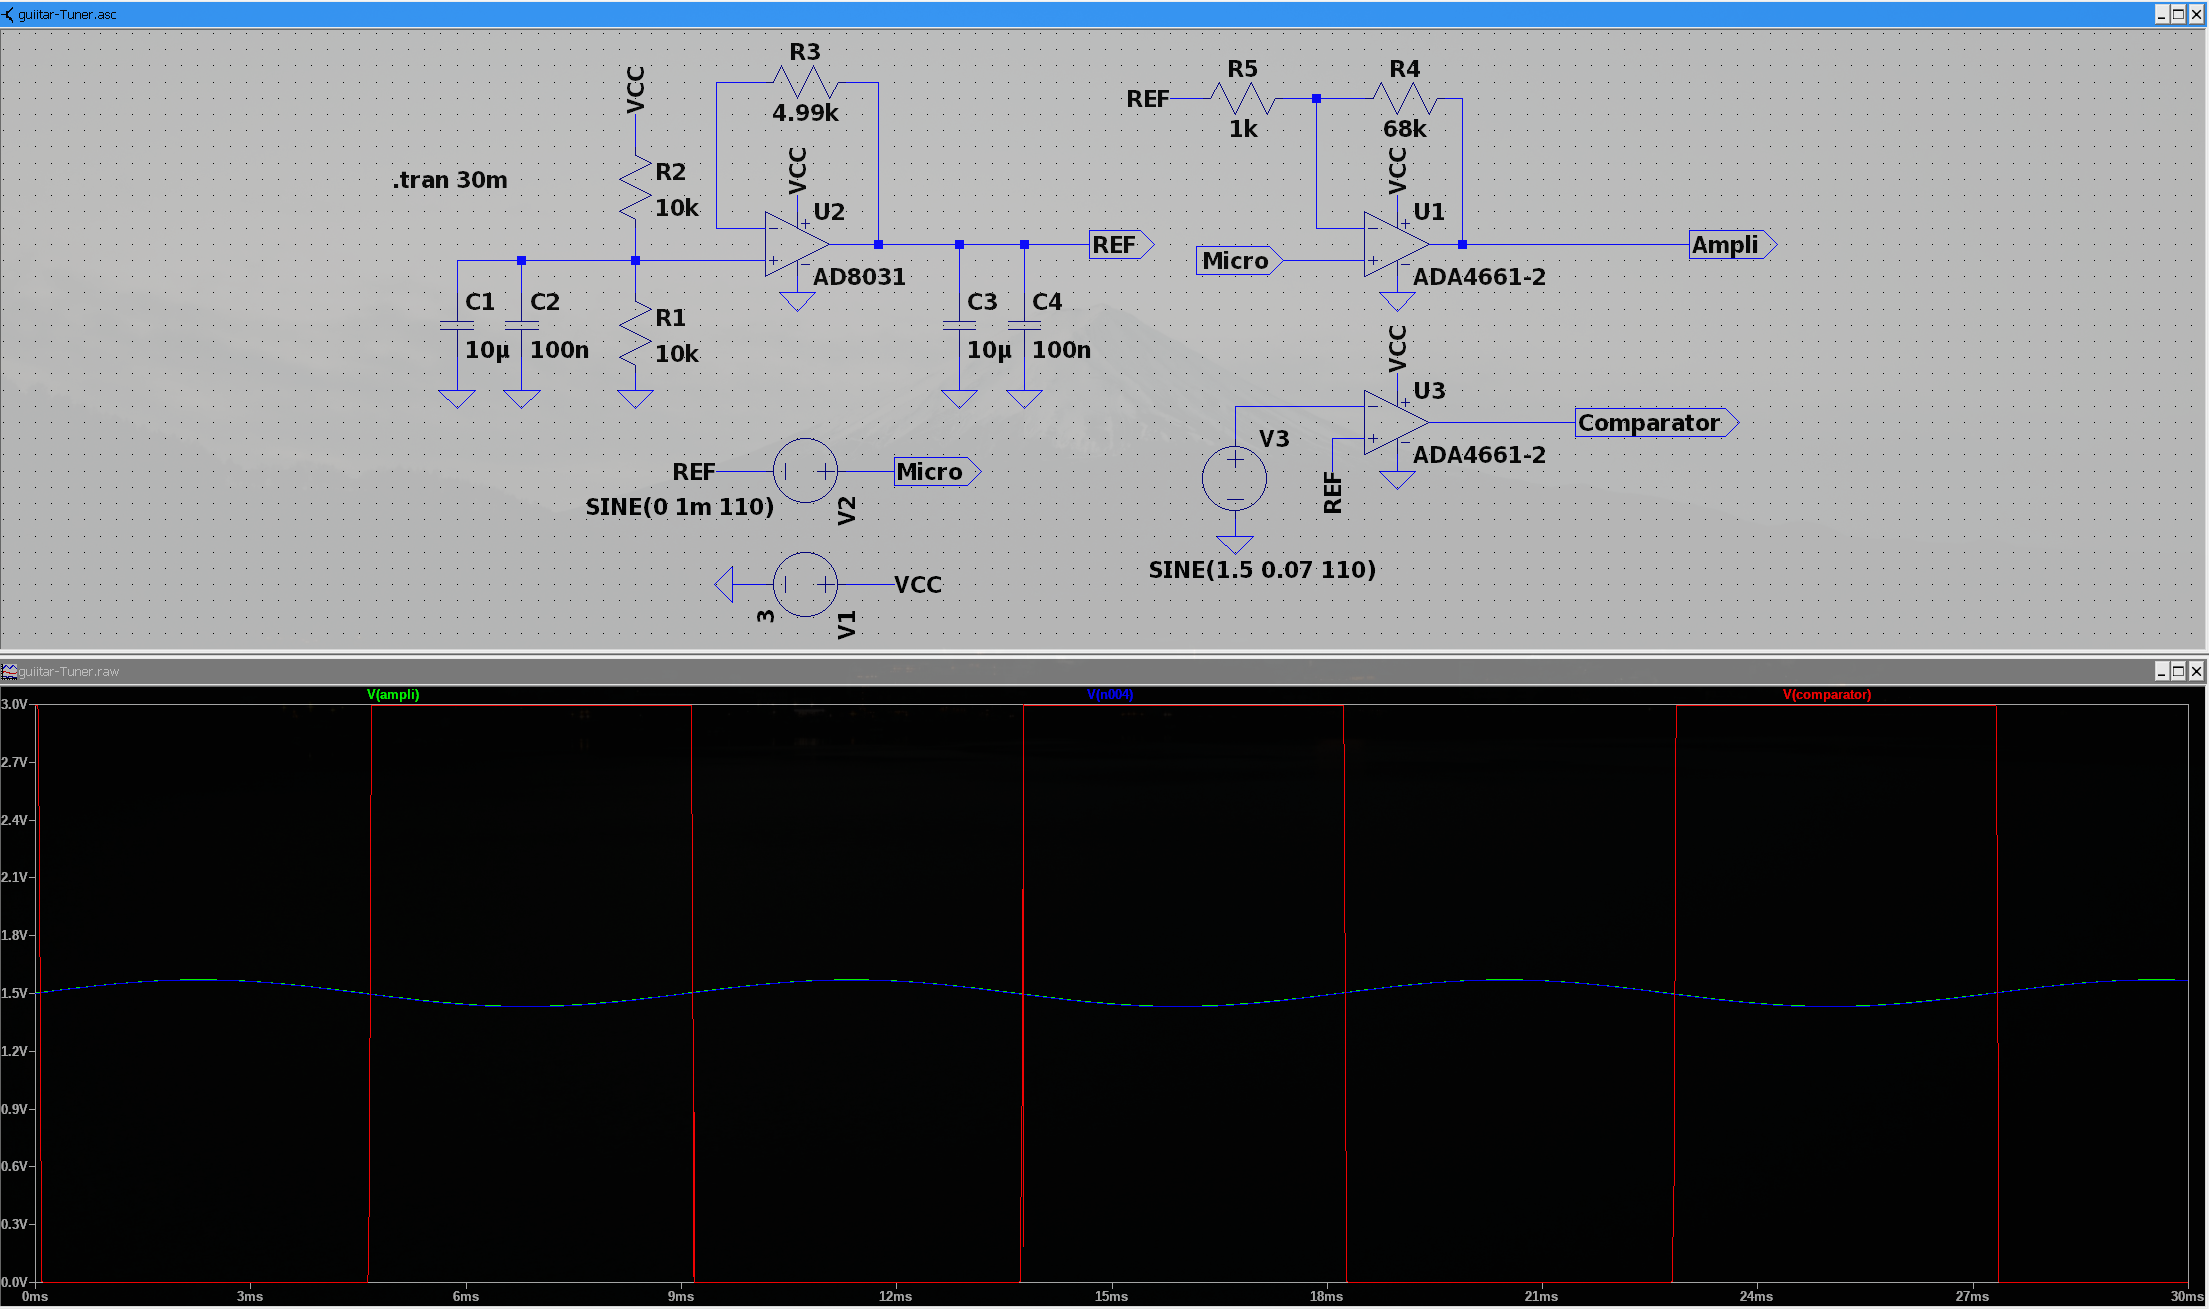 guiitar-Tuner.asc
R3
4.99k
VCC
VCC
R2
10k
.tran 30m
U2
AD8031
REF
C1
10µ
C2
100n
R1
10k
C3
10µ
C4
100n
REF
R5
1k
R4
68k
VCC
U1
Micro
ADA4661-2
Ampli
VCC
U3
ADA4661-2
Comparator
V3
REF
SINE(1.5 0.07 110)
REF
Micro
SINE(0 1m 110)
V2
VCC
3
V1
guiitar-Tuner.raw
V(ampli)
V(n004)
V(comparator)
3.0V
2.7V
2.4V
2.1V
1.8V
1.5V
1.2V
0.9V
0.6V
0.3V
0.0V
0ms
3ms
6ms
9ms
12ms
15ms
18ms
21ms
24ms
27ms
30ms